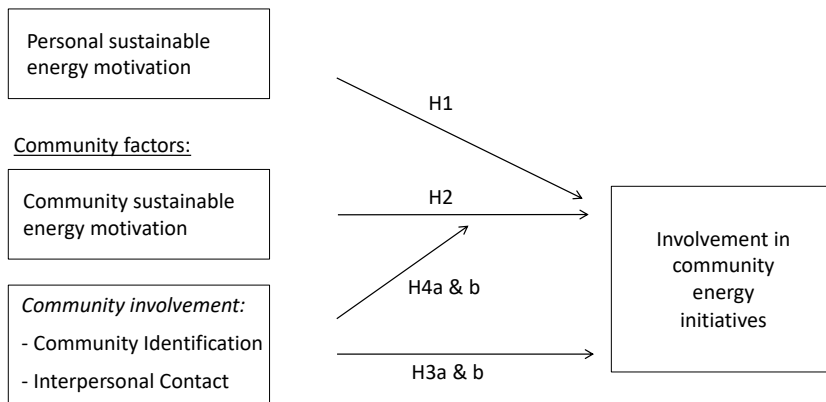 Personal sustainable
energy motivation
H1
Community factors:
Community sustainable
energy motivation
H2
Involvement in
community
energy
initiatives
Community involvement:
- Community Identification
- Interpersonal Contact
H4a & b
H3a & b